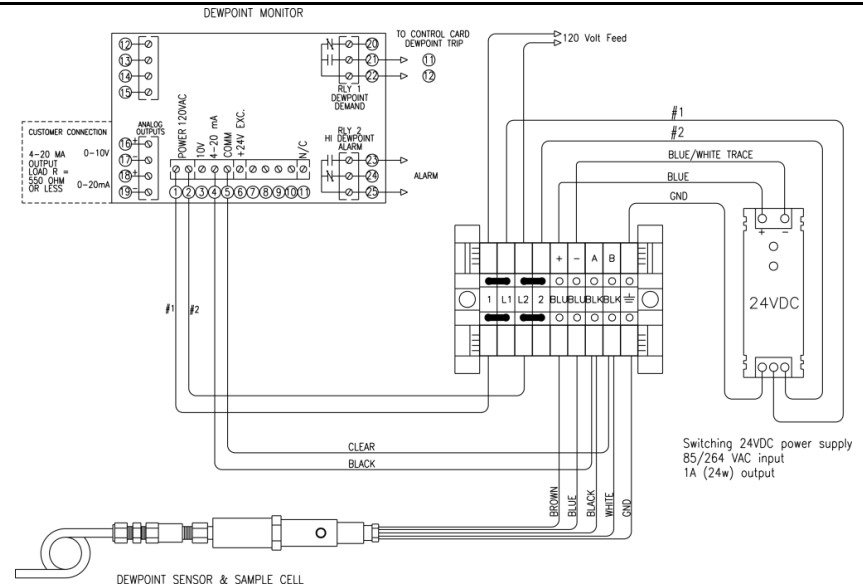 DEWPOINT MONITOR
12
13
14
15
ANALOG
OUTPUTS
16 +
17 -
18 +
19 -
0-10V
0-20mA
CUSTOMER CONNECTION
4-20 MA
OUTPUT
LOAD R =
550 OHM
OR LESS
POWER 120VAC
10V
4-20 mA
COMM
+24V EXC.
N/C
1 2 3 4 5 6 7 8 9 10 11
20
21
22
RLY 1
DEWPOINT
DEMAND
TO CONTROL CARD
DEWPOINT TRIP
11
12
RLY 2
HI DEWPOINT
ALARM
23
24
25
ALARM
120 Volt Feed
#1
#2
BLUE/WHITE TRACE
BLUE
GND
+ -
24VDC
+ - A B
1 L1 L2 2 BLU BLU BLK BLK
#1 #2
CLEAR
BLACK
BROWN
BLUE
BLACK
WHITE
GND
Switching 24VDC power supply
85/264 VAC input
1A (24w) output
DEWPOINT SENSOR & SAMPLE CELL